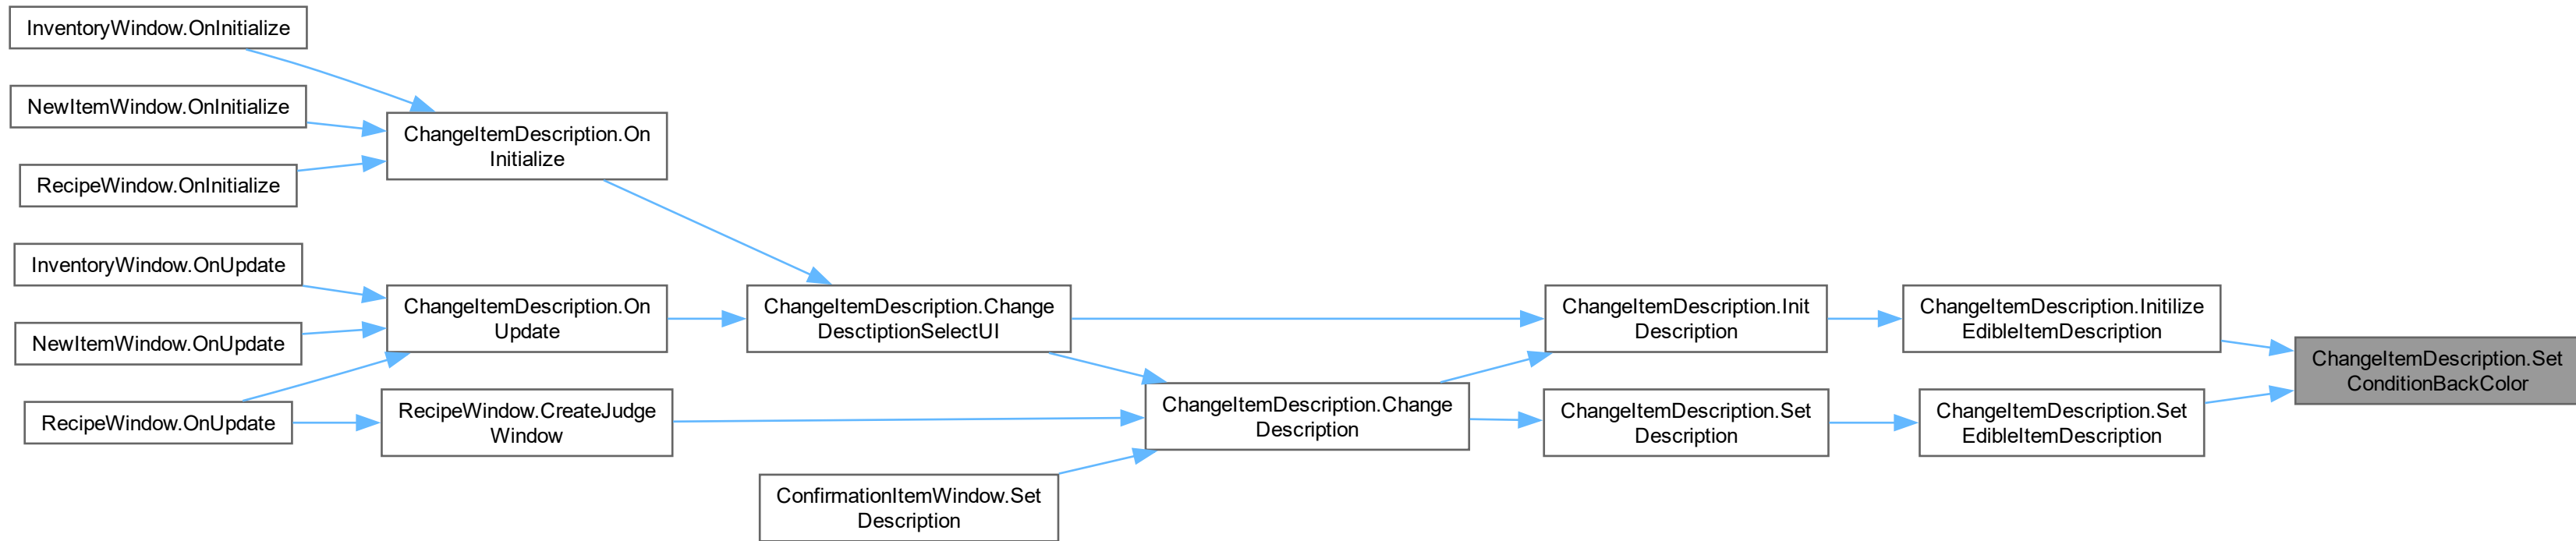 InventoryWindow.OnInitialize
NewItemWindow.OnInitialize
RecipeWindow.OnInitialize
InventoryWindow.OnUpdate
NewItemWindow.OnUpdate
RecipeWindow.OnUpdate
ChangeItemDescription.On
Initialize
ChangeItemDescription.On
Update
RecipeWindow.CreateJudge
Window
ChangeItemDescription.Change
DesctiptionSelectUI
ConfirmationItemWindow.Set
Description
ChangeItemDescription.Change
Description
ChangeItemDescription.Init
Description
ChangeItemDescription.Set
Description
ChangeItemDescription.Initilize
EdibleItemDescription
ChangeItemDescription.Set
EdibleItemDescription
ChangeItemDescription.Set
ConditionBackColor